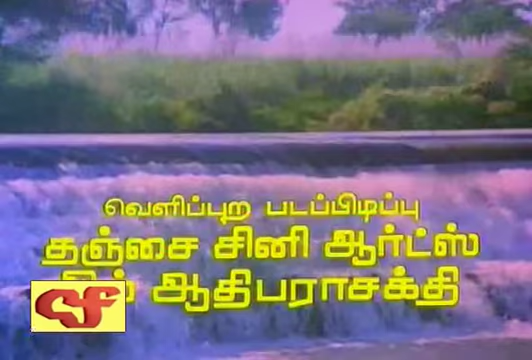 வெளிப்புற படப்பிடிப்பு
தஞ்சை சினி ஆர்ட்ஸ்
ஆதிபராசக்தி